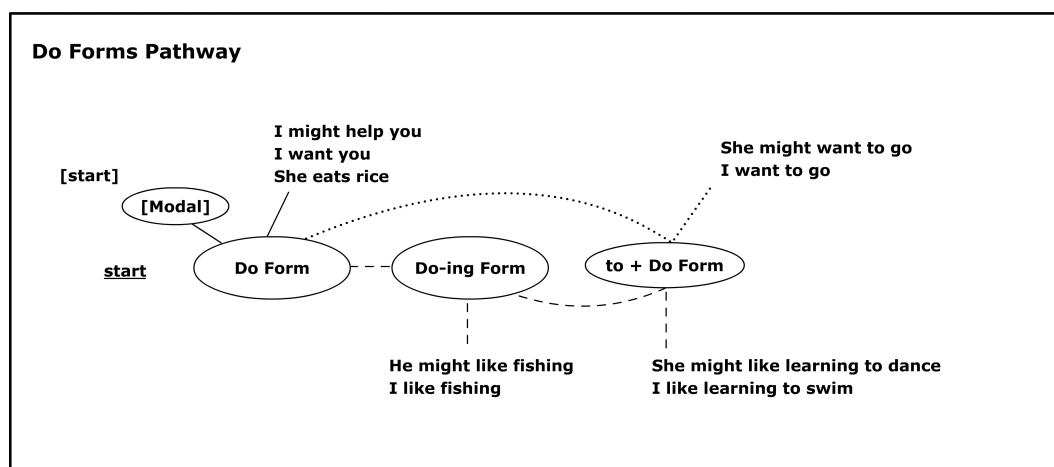 Do Forms Pathway
I might help you
I want you
She eats rice
She might want to go
I want to go
[start]
[Modal]
start
Do Form
Do-ing Form
to + Do Form
He might like fishing
I like fishing
She might like learning to dance
I like learning to swim